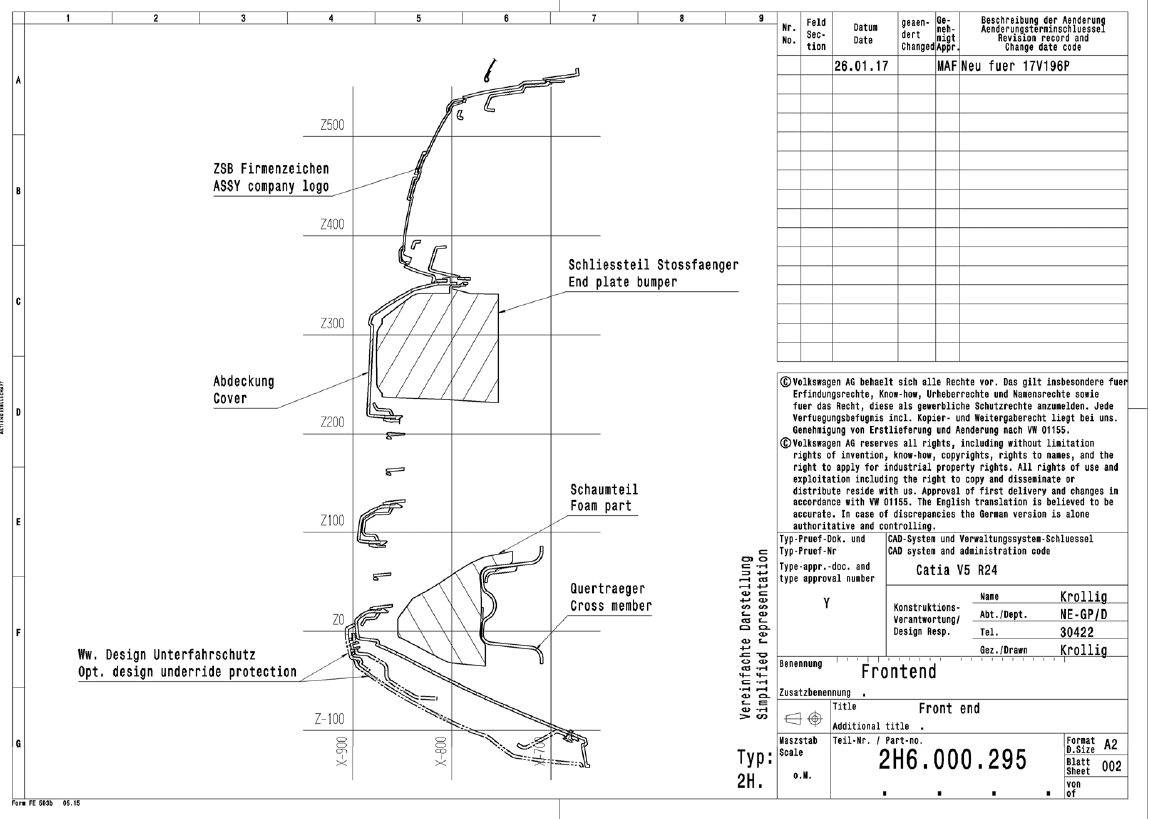 1 2 3 4 5 6 7 8 9
A
B
C
D
E
F
G
Z500
ZSB Firmenzeichen
ASSY company logo
Z400
Schliessteil Stossfaenger
End plate bumper
Z300
Abdeckung
Cover
Z200
Schaumteil
Foam part
Z100
Quertraeger
Cross member
Z0
Ww. Design Unterfahrschutz
Opt. design underride protection
Z-100
X-900
X-800
X-700
Vereinfachte Darstellung
Simplified representation
Typ:
2H.
Nr.
No.
Feld
Sec-
tion
Datum
Date
geaen-
dert
Changed
Ge-
neh-
migt
Appr.
Beschreibung der Aenderung
Aenderungsterminschluessel
Revision record and
Change date code
26.01.17 MAF Neu fuer 17V196P
© Volkswagen AG behaelt sich alle Rechte vor. Das gilt insbesondere fuer
Erfindungsrechte, Know-how, Urheberrechte und Namensrechte sowie
fuer das Recht, diese als gewerbliche Schutzrechte anzumelden. Jede
Verfuegungsbefugnis incl. Kopier- und Weitergaberecht liegt bei uns.
Genehmigung von Erstlieferung und Aenderung nach VW 01155.
© Volkswagen AG reserves all rights, including without limitation
rights of invention, know-how, copyrights, rights to names, and the
right to apply for industrial property rights. All rights of use and
exploitation including the right to copy and disseminate or
distribute reside with us. Approval of first delivery and changes in
accordance with VW 01155. The English translation is believed to be
accurate. In case of discrepancies the German version is alone
authoritative and controlling.
Typ-Pruef-Dok. und
Typ-Pruef-Nr
Type-appr.-doc. and
type approval number
Y
CAD-System und Verwaltungssystem-Schluessel
CAD system and administration code
Catia V5 R24
Konstruktions-
Verantwortung/
Design Resp.
Name Krollig
Abt./Dept. NE-GP/D
Tel. 30422
Gez./Drawn Krollig
Benennung
Frontend
Zusatzbenennung .
Title Front end
Additional title .
Maszstab
Scale
o.M.
Teil-Nr. / Part-no.
2H6.000.295
Format
D.Size A2
Blatt
Sheet 002
von
of
Form FE 503b 05.15